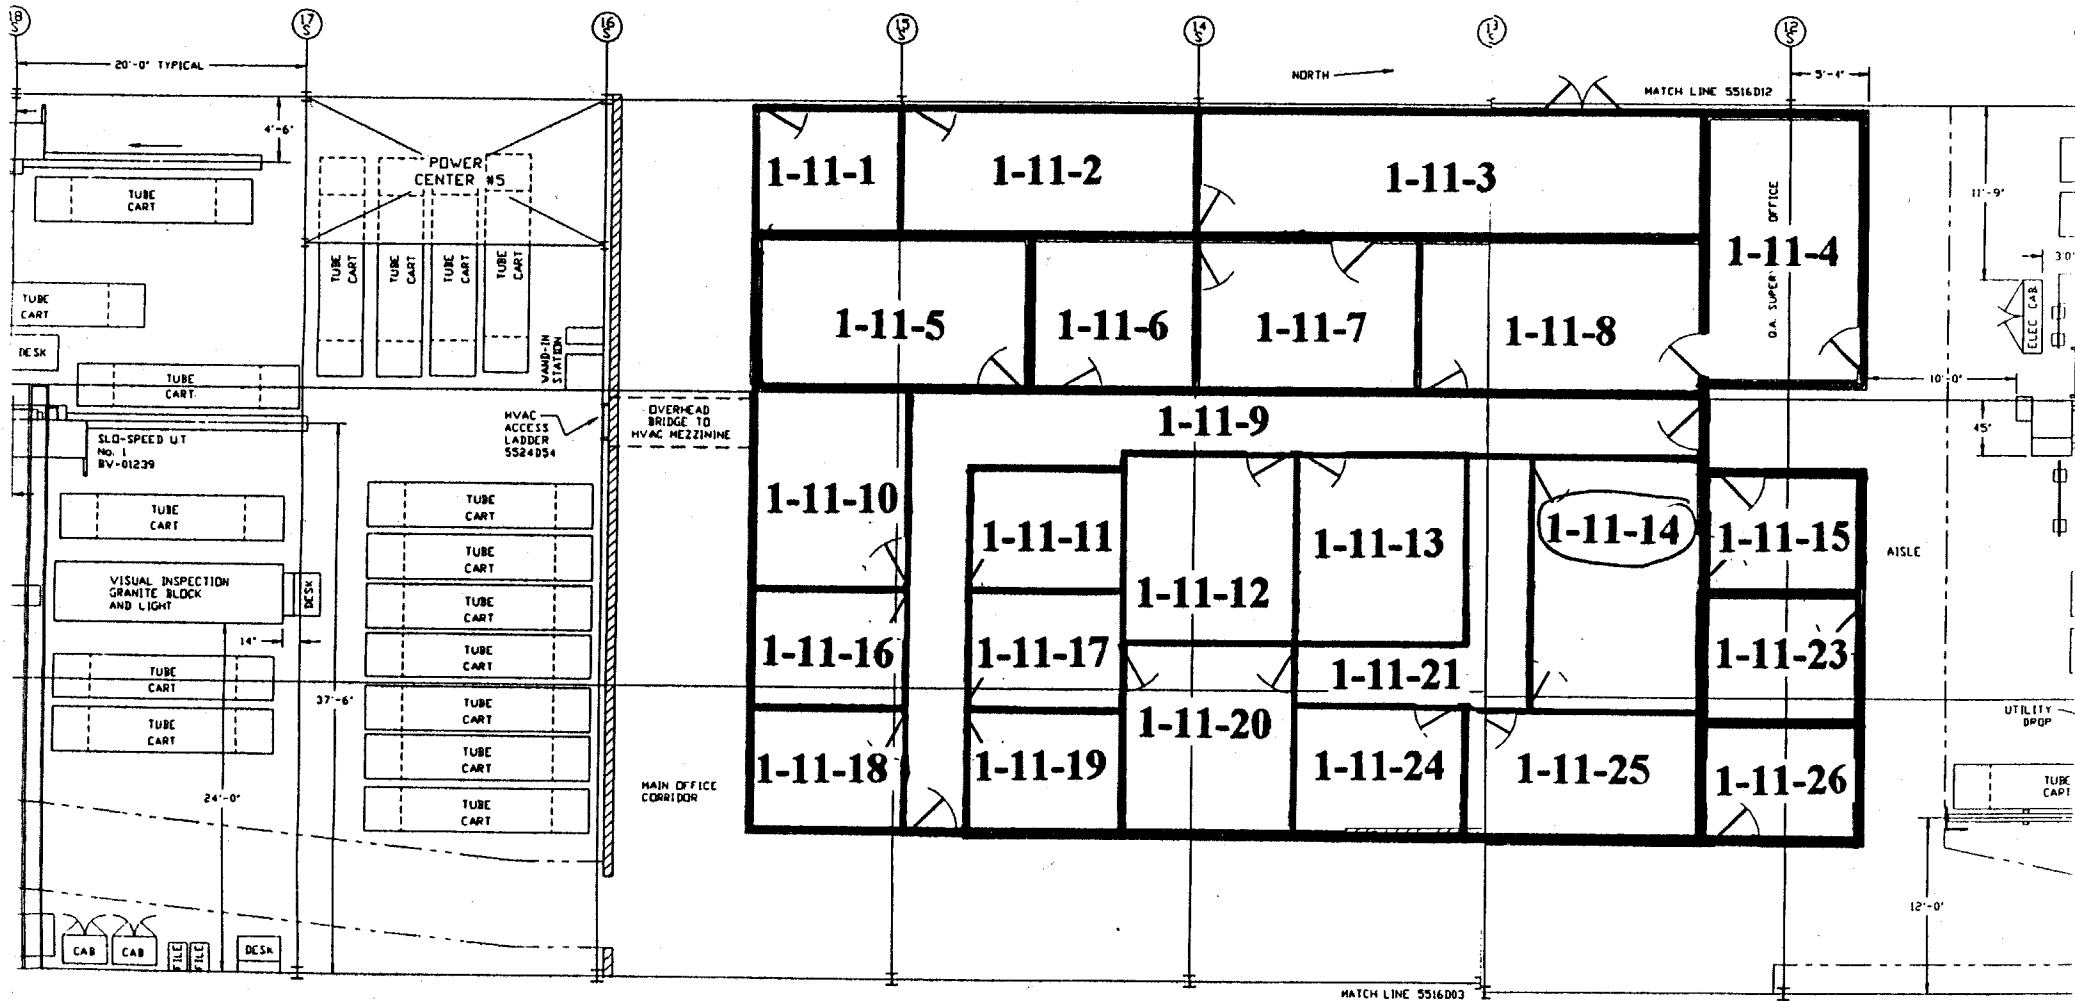 18
S
17
S
16
S
15
S
14
S
13
S
12
S
20'-0" TYPICAL
NORTH
5'-4"
MATCH LINE 5516D12
4'-6"
POWER
CENTER #5
TUBE
CART
TUBE
CART
TUBE
CART
TUBE
CART
TUBE
CART
TUBE
CART
DESK
TUBE
CART
WAND-IN
STATION
HVAC
ACCESS
LADDER
5524D54
OVERHEAD
BRIDGE TO
HVAC MEZZININE
SLO-SPEED UT
No. 1
BV-01239
TUBE
CART
VISUAL INSPECTION
GRANITE BLOCK
AND LIGHT
DESK
14"
TUBE
CART
TUBE
CART
37'-6"
24'-0"
TUBE
CART
TUBE
CART
TUBE
CART
TUBE
CART
TUBE
CART
TUBE
CART
TUBE
CART
CAB
CAB
FILE
FILE
DESK
MAIN OFFICE
CORRIDOR
1-11-1
1-11-2
1-11-3
Q.A. SUPER OFFICE
1-11-4
1-11-5
1-11-6
1-11-7
1-11-8
1-11-9
1-11-10
1-11-11
1-11-12
1-11-13
1-11-14
1-11-15
1-11-16
1-11-17
1-11-21
1-11-23
1-11-18
1-11-19
1-11-20
1-11-24
1-11-25
1-11-26
11'-9"
ELEC CAB
10'-0"
45"
AISLE
UTILITY
DROP
TUBE
CART
12'-0"
MATCH LINE 5516D03